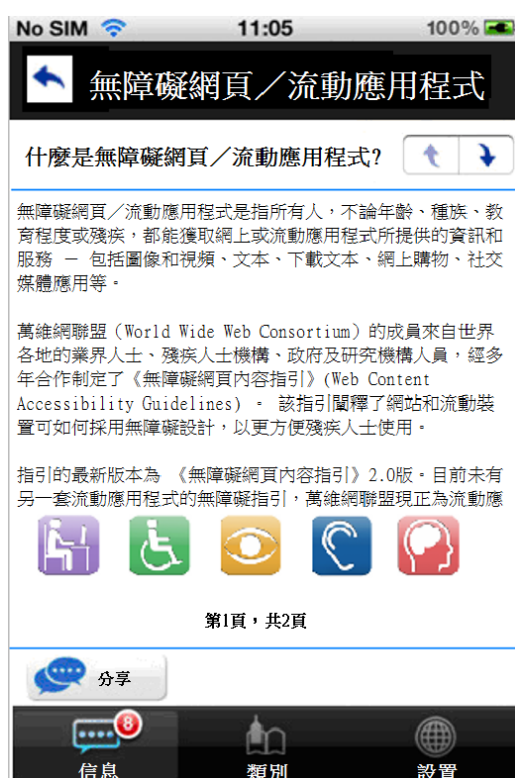 No SIM 11:05 100%
無障礙網頁／流動應用程式
什麼是無障礙網頁／流動應用程式?
無障礙網頁／流動應用程式是指所有人，不論年齡、種族、教
育程度或殘疾，都能獲取網上或流動應用程式所提供的資訊和
服務 － 包括圖像和視頻、文本、下載文本、網上購物、社交
媒體應用等。
萬維網聯盟（World Wide Web Consortium）的成員來自世界
各地的業界人士、殘疾人士機構、政府及研究機構人員，經多
年合作制定了《無障礙網頁內容指引》(Web Content
Accessibility Guidelines) 。 該指引闡釋了網站和流動裝
置可如何採用無障礙設計，以更方便殘疾人士使用。
指引的最新版本為 《無障礙網頁內容指引》2.0版。目前未有
另一套流動應用程式的無障礙指引，萬維網聯盟現正為流動應
第1頁，共2頁
分享
8
信息 類別 設置